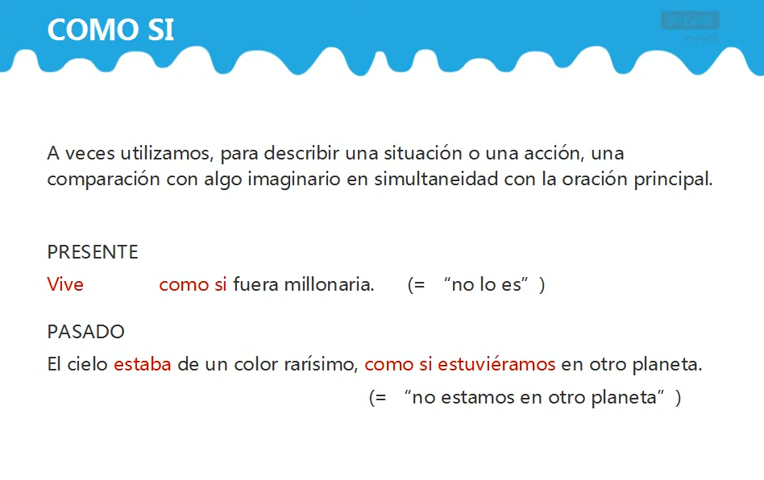 COMO SI
A veces utilizamos, para describir una situación o una acción, una
comparación con algo imaginario en simultaneidad con la oración principal.
PRESENTE
Vive como si fuera millonaria. (= “no lo es” )
PASADO
El cielo estaba de un color rarísimo, como si estuviéramos en otro planeta.
(= “no estamos en otro planeta” )